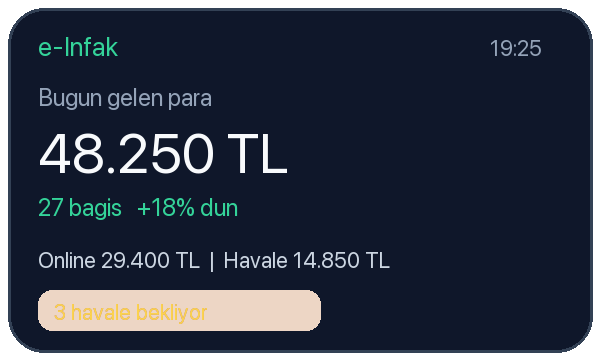 e-Infak
19:25
Bugun gelen para
48.250 TL
27 bagis +18% dun
Online 29.400 TL | Havale 14.850 TL
3 havale bekliyor